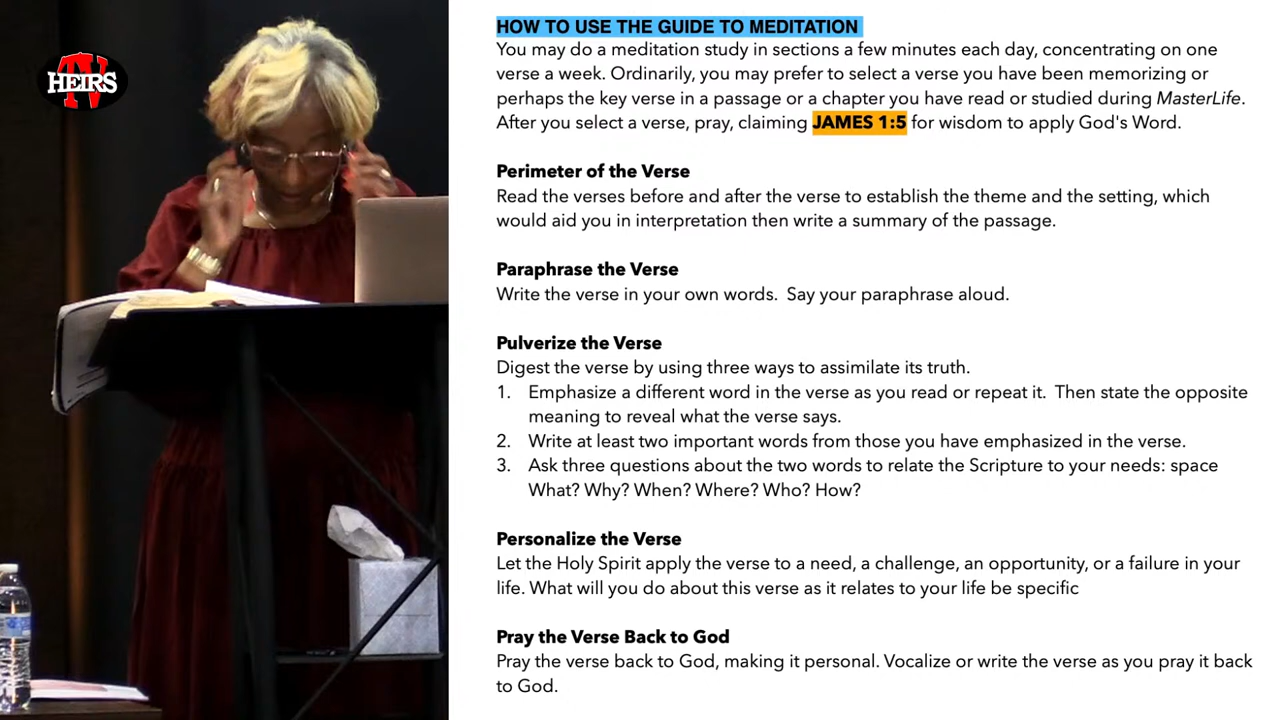 HEIRS
N
HOW TO USE THE GUIDE TO MEDITATION
You may do a meditation study in sections a few minutes each day, concentrating on one
verse a week. Ordinarily, you may prefer to select a verse you have been memorizing or
perhaps the key verse in a passage or a chapter you have read or studied during MasterLife.
After you select a verse, pray, claiming JAMES 1:5 for wisdom to apply God's Word.
Perimeter of the Verse
Read the verses before and after the verse to establish the theme and the setting, which
would aid you in interpretation then write a summary of the passage.
Paraphrase the Verse
Write the verse in your own words.  Say your paraphrase aloud.
Pulverize the Verse
Digest the verse by using three ways to assimilate its truth.
1. Emphasize a different word in the verse as you read or repeat it.  Then state the opposite
meaning to reveal what the verse says.
2. Write at least two important words from those you have emphasized in the verse.
3. Ask three questions about the two words to relate the Scripture to your needs: space
What? Why? When? Where? Who? How?
Personalize the Verse
Let the Holy Spirit apply the verse to a need, a challenge, an opportunity, or a failure in your
life. What will you do about this verse as it relates to your life be specific
Pray the Verse Back to God
Pray the verse back to God, making it personal. Vocalize or write the verse as you pray it back
to God.